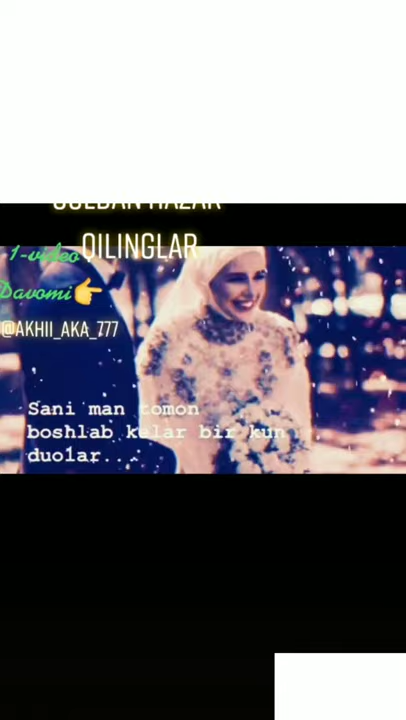 QILINGLAR
1-video
Davomi👉
@AKHII_AKA_777
Sani man tomon
boshlab kelar bir kun
duolar...